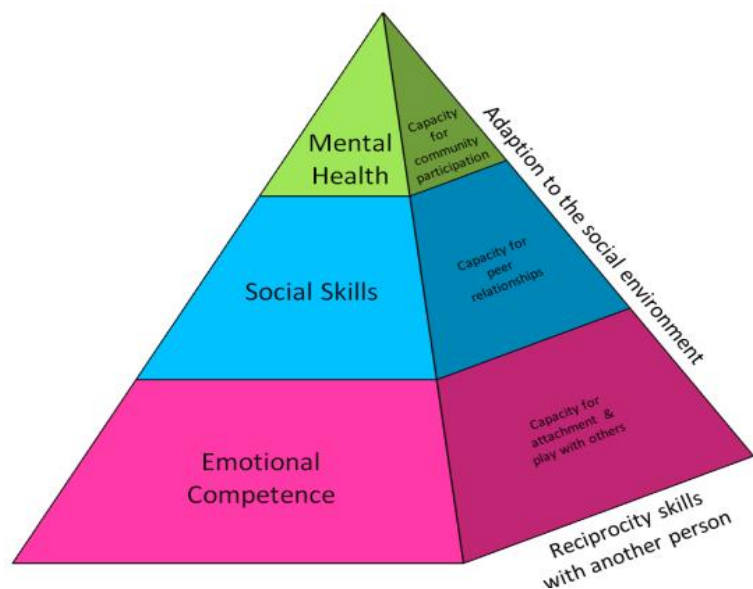 Mental
Health
Capacity
for
community
participation
Adaption to the social environment
Social Skills
Capacity for
peer
relationships
Emotional
Competence
Capacity for
attachment &
play with others
Reciprocity skills
with another person